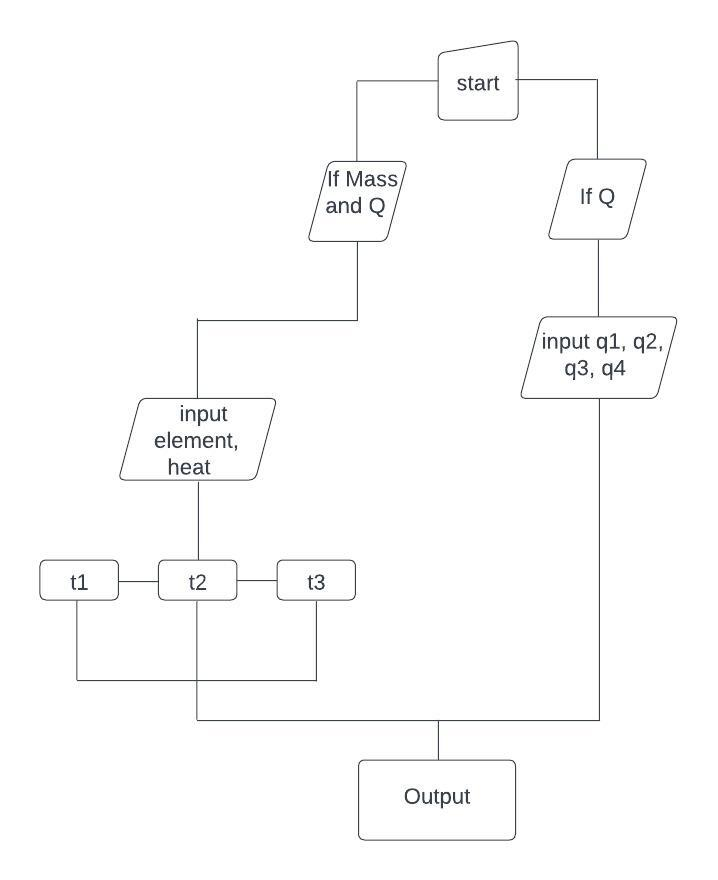 start
If Mass
and Q
If Q
input q1, q2,
q3, q4
input
element,
heat
t1
t2
t3
Output